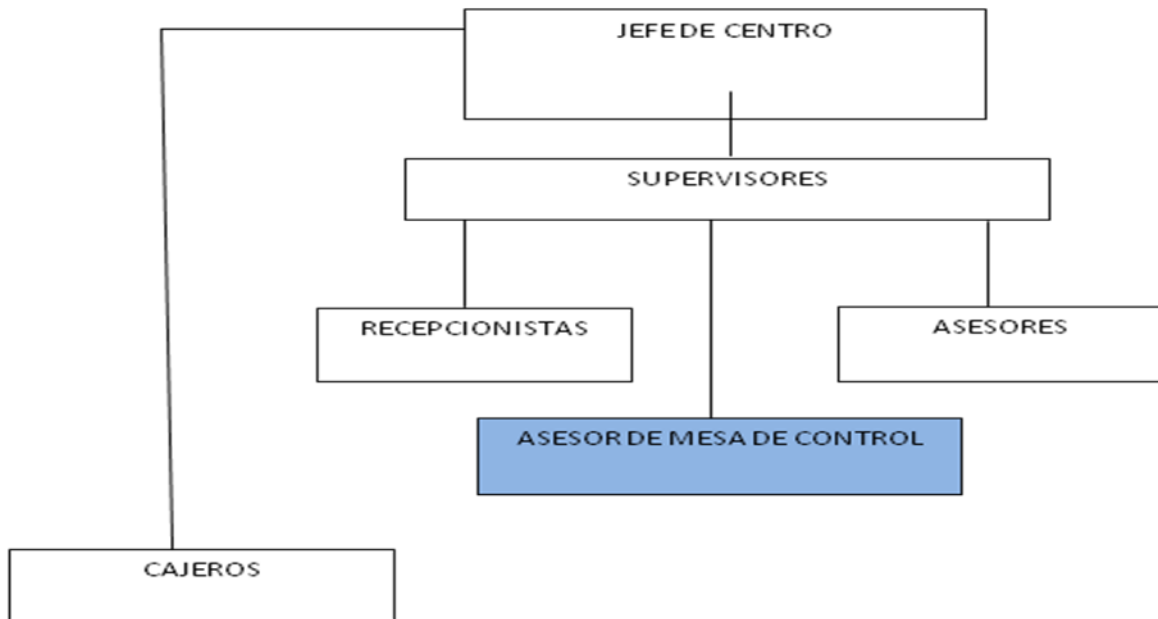 JEFE DE CENTRO
SUPERVISORES
RECEPCIONISTAS
ASESORES
ASESOR DE MESA DE CONTROL
CAJEROS